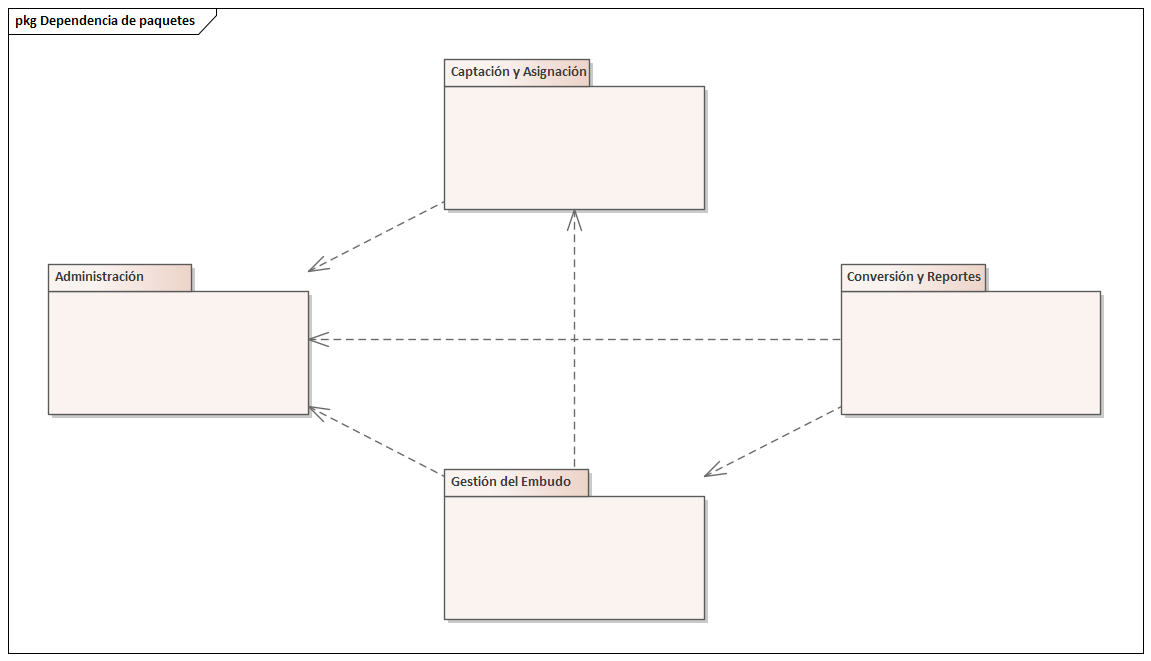 pkg Dependencia de paquetes
Captación y Asignación
Administración
Conversión y Reportes
Gestión del Embudo